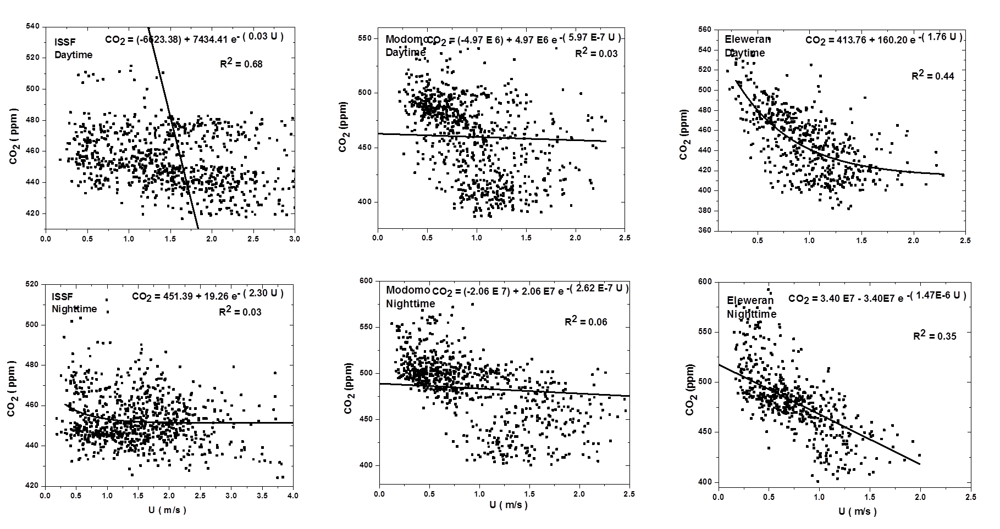 540
520
500
480
460
440
420
CO2 ( ppm )
ISSF
Daytime
CO2 = (-6623.38) + 7434.41 e- ( 0.03 U )
R2 = 0.68
0.0 0.5 1.0 1.5 2.0 2.5 3.0
550
500
450
400
CO2 (ppm)
Modomo
Daytime
CO2 = (-4.97 E 6) + 4.97E6 e -( 5.97 E-7 U )
R2 = 0.03
0.0 0.5 1.0 1.5 2.0 2.5
560
540
520
500
480
460
440
420
400
380
360
CO2 (ppm)
Eleweran
Daytime
CO2 = 413.76 + 160.20 e -( 1.76 U )
R2 = 0.44
0.5 1.0 1.5 2.0 2.5
520
500
480
460
440
420
CO2 ( ppm )
ISSF
Nighttime
CO2 = 451.39 + 19.26 e- ( 2.30 U )
R2 = 0.03
0.0 0.5 1.0 1.5 2.0 2.5 3.0 3.5 4.0
U ( m/s )
600
550
500
450
400
CO2 (ppm)
Modomo
Nighttime
CO2 = (-2.06 E 7) + 2.06 E7 e -( 2.62 E-7 U )
R2 = 0.06
0.0 0.5 1.0 1.5 2.0 2.5
U ( m/s )
600
550
500
450
400
CO2 (ppm)
Eleweran
Nighttime
CO2 = 3.40 E7 - 3.40E7 e -( 1.47E-6 U )
R2 = 0.35
0.0 0.5 1.0 1.5 2.0 2.5
U ( m/s )